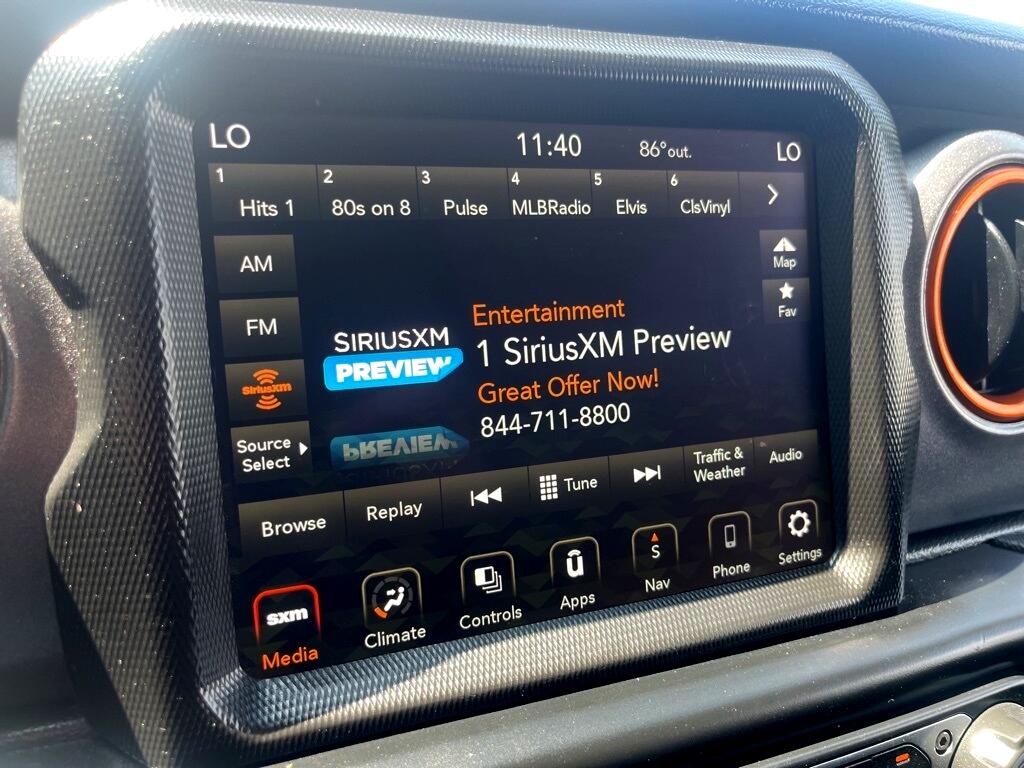 LO 11:40 86° out. LO
1 2 3 4 5 6
Hits 1 80s on 8 Pulse MLBRadio Elvis ClsVinyl
AM
Map
FM
Fav
SIRIUSXM
PREVIEW
Entertainment
1 SiriusXM Preview
Great Offer Now!
844-711-8800
SiriusXM
Source
Select
Browse Replay Tune
Traffic &
Weather
Audio
sxm
Media
Climate
Controls
Apps
S
Nav
Phone
Settings